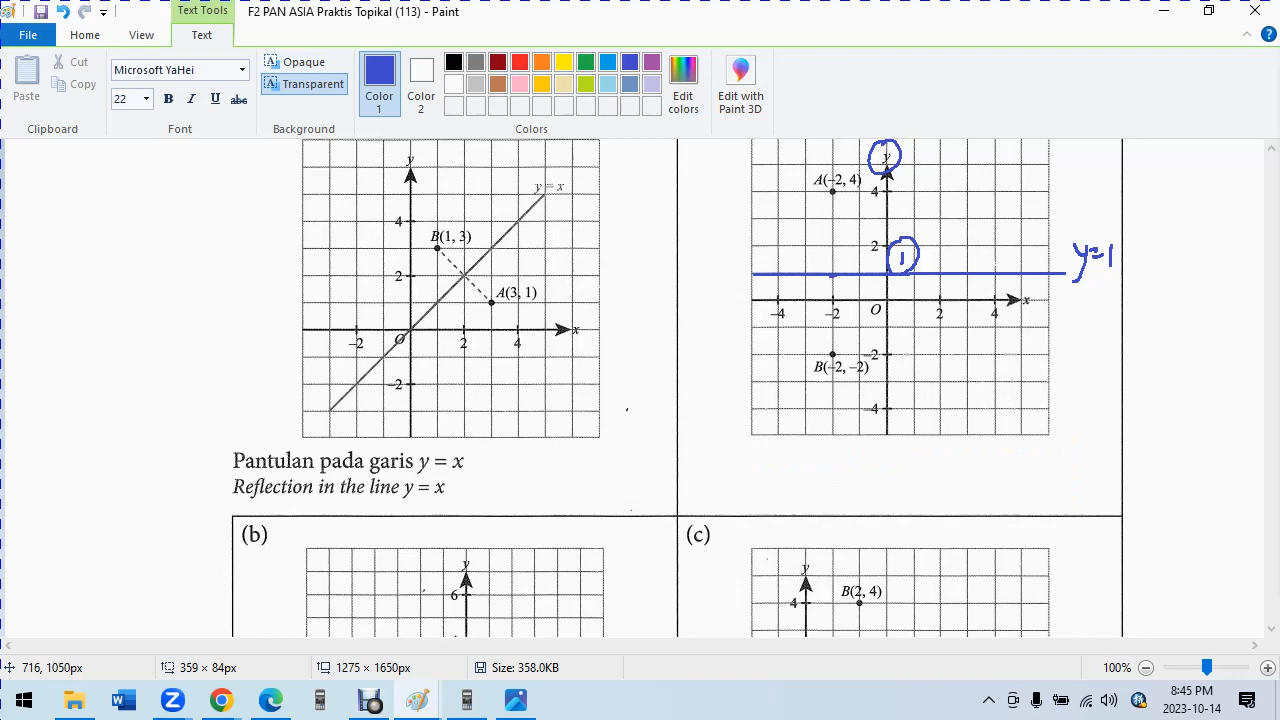 Text Tools
F2 PAN ASIA Praktis Topikal (113) - Paint
File Home View Text
Paste
Cut
Copy
Clipboard
Microsoft YaHei
22
B I U abc
Font
Opaque
Transparent
Background
Color 1
Color 2
Colors
Edit colors
Edit with Paint 3D
y
y = x
4
B(1, 3)
2
A(3, 1)
–2 O 2 4 x
–2
Pantulan pada garis y = x
Reflection in the line y = x
y
A(–2, 4)
4
2
1
y=1
–4 –2 O 2 4 x
–2
B(–2, –2)
–4
(b)
y
6
(c)
y
B(2, 4)
4
716, 1050px
359 × 84px
1275 × 1650px
Size: 358.0KB
100%
8:45 PM
2023-10-14